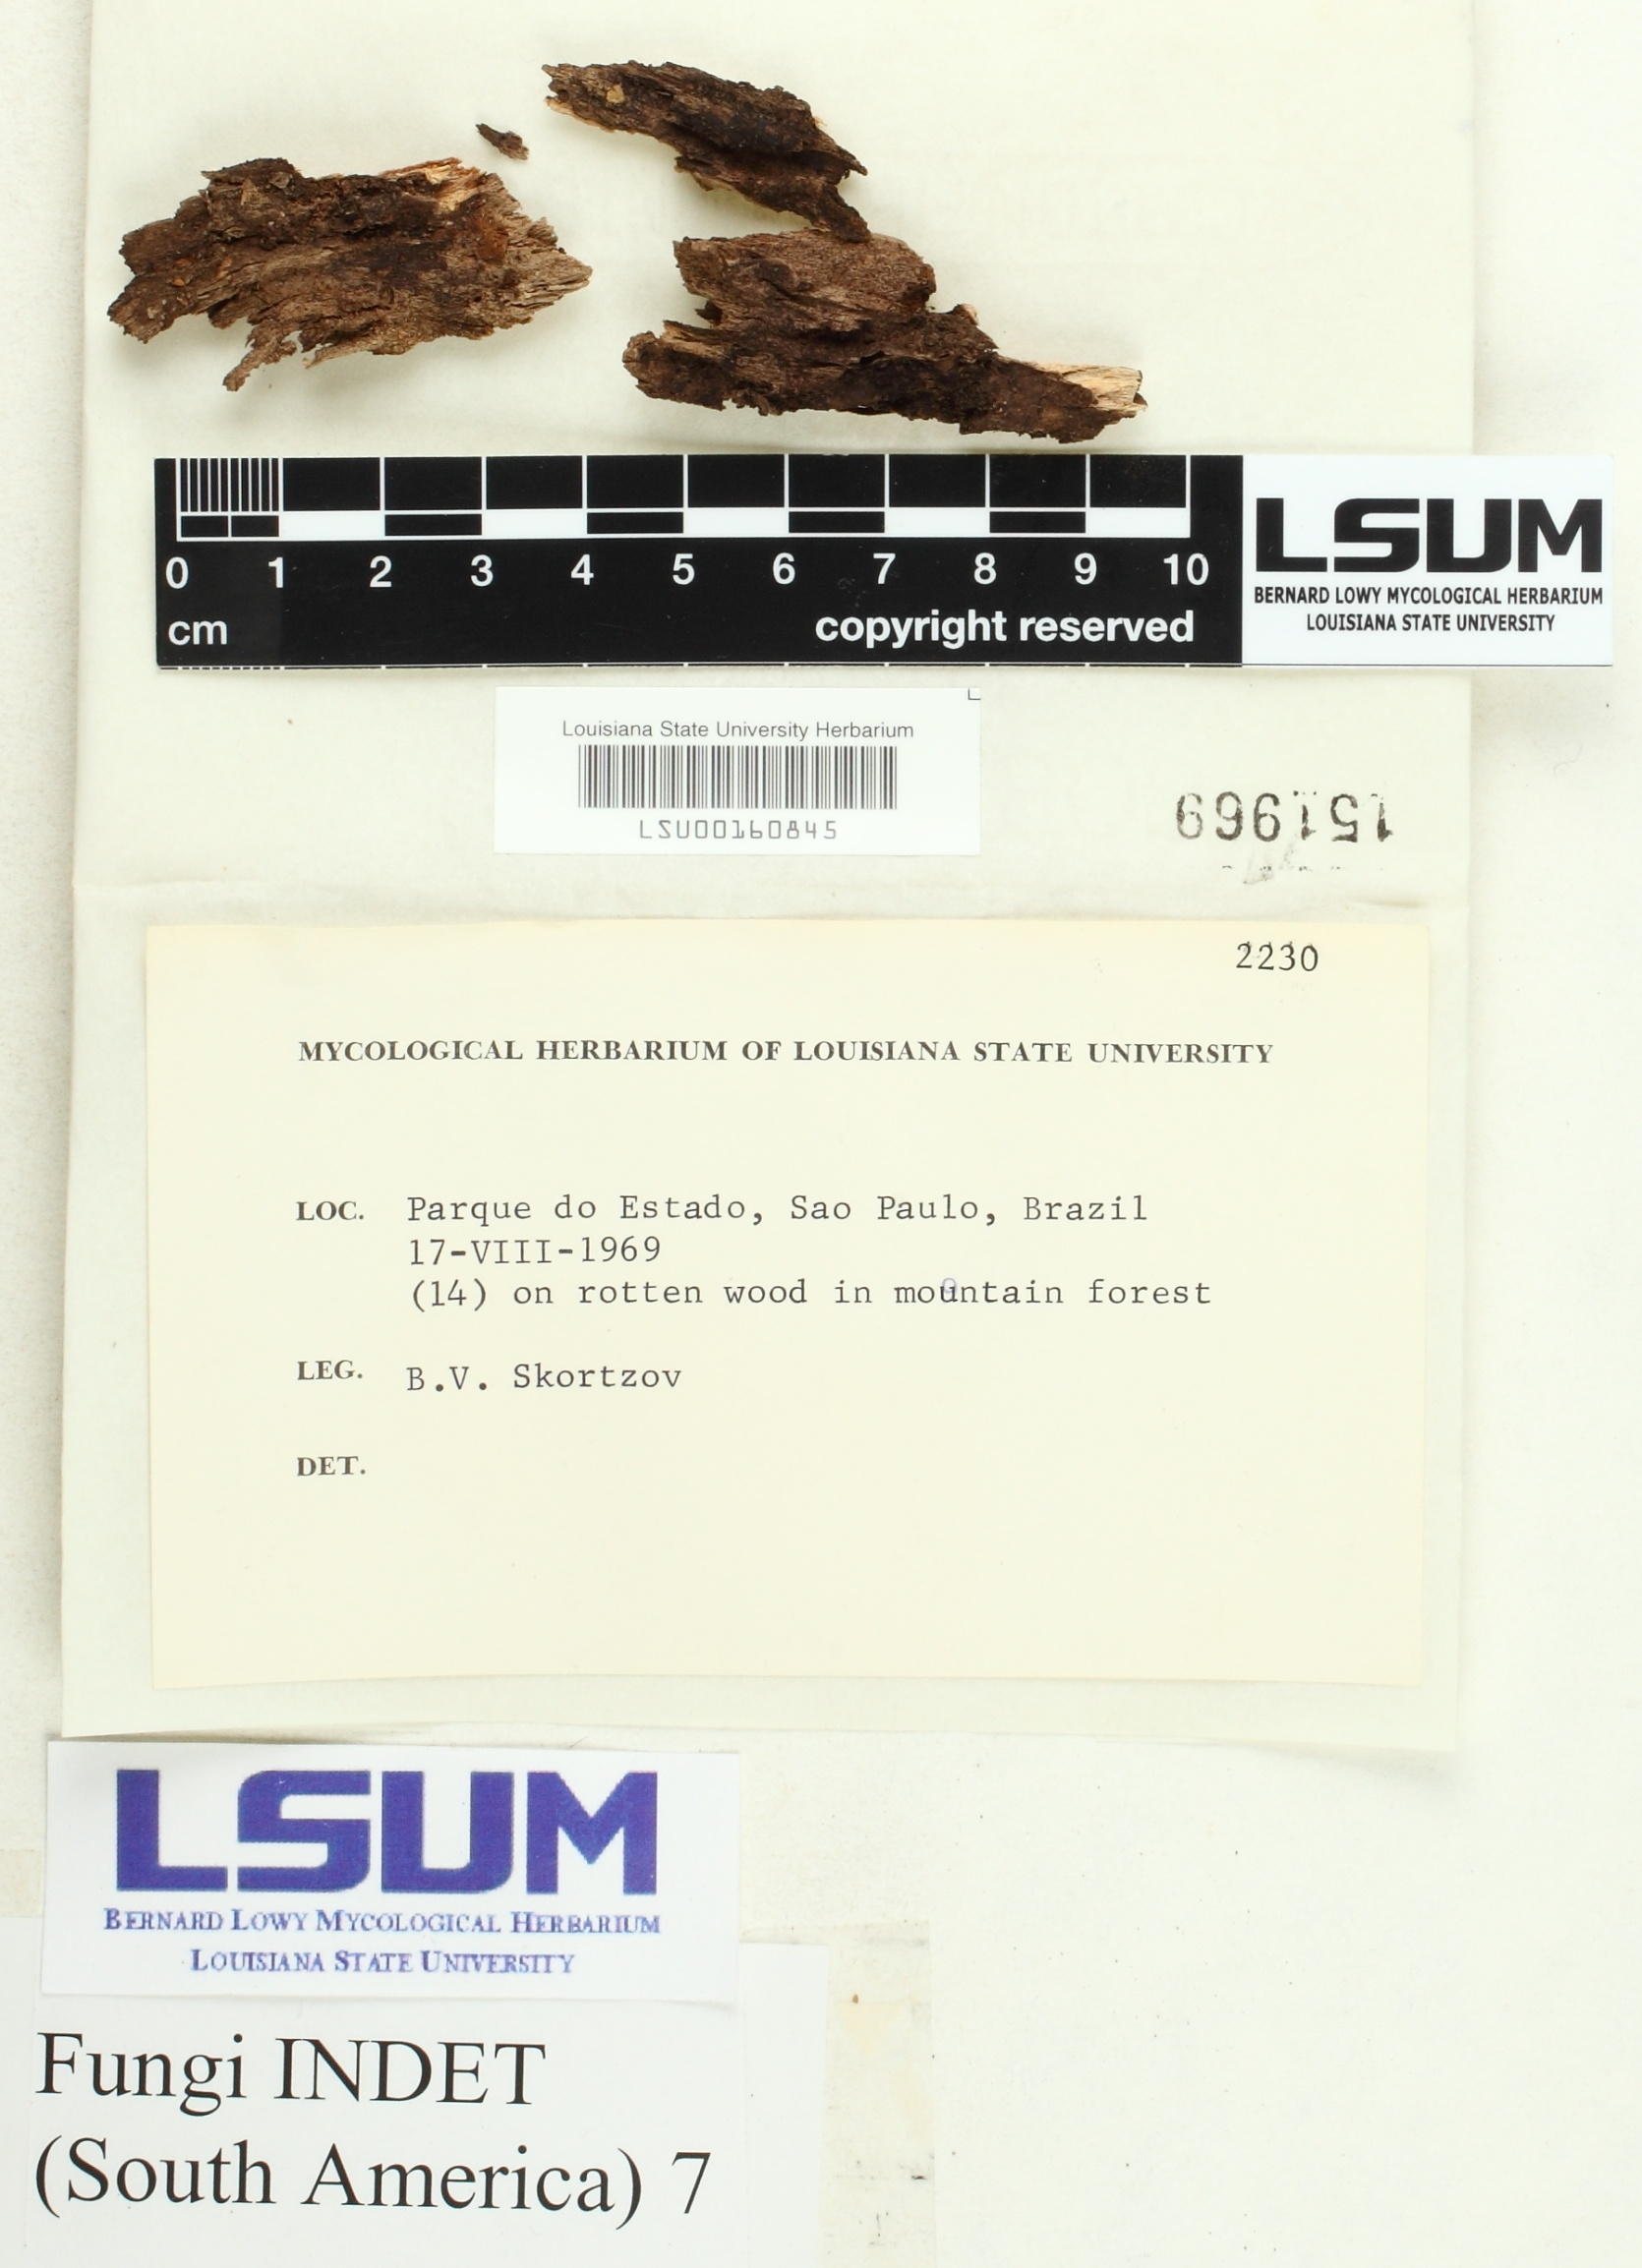 0 1 2 3 4 5 6 7 8 9 10
cm
copyright reserved
LSUM
BERNARD LOWY MYCOLOGICAL HERBARIUM
LOUISIANA STATE UNIVERSITY
Louisiana State University Herbarium
LSU00160845
151969
2230
MYCOLOGICAL HERBARIUM OF LOUISIANA STATE UNIVERSITY
LOC. Parque do Estado, Sao Paulo, Brazil
17-VIII-1969
(14) on rotten wood in mountain forest
LEG. B.V. Skortzov
DET.
LSUM
BERNARD LOWY MYCOLOGICAL HERBARIUM
LOUISIANA STATE UNIVERSITY
Fungi INDET
(South America) 7